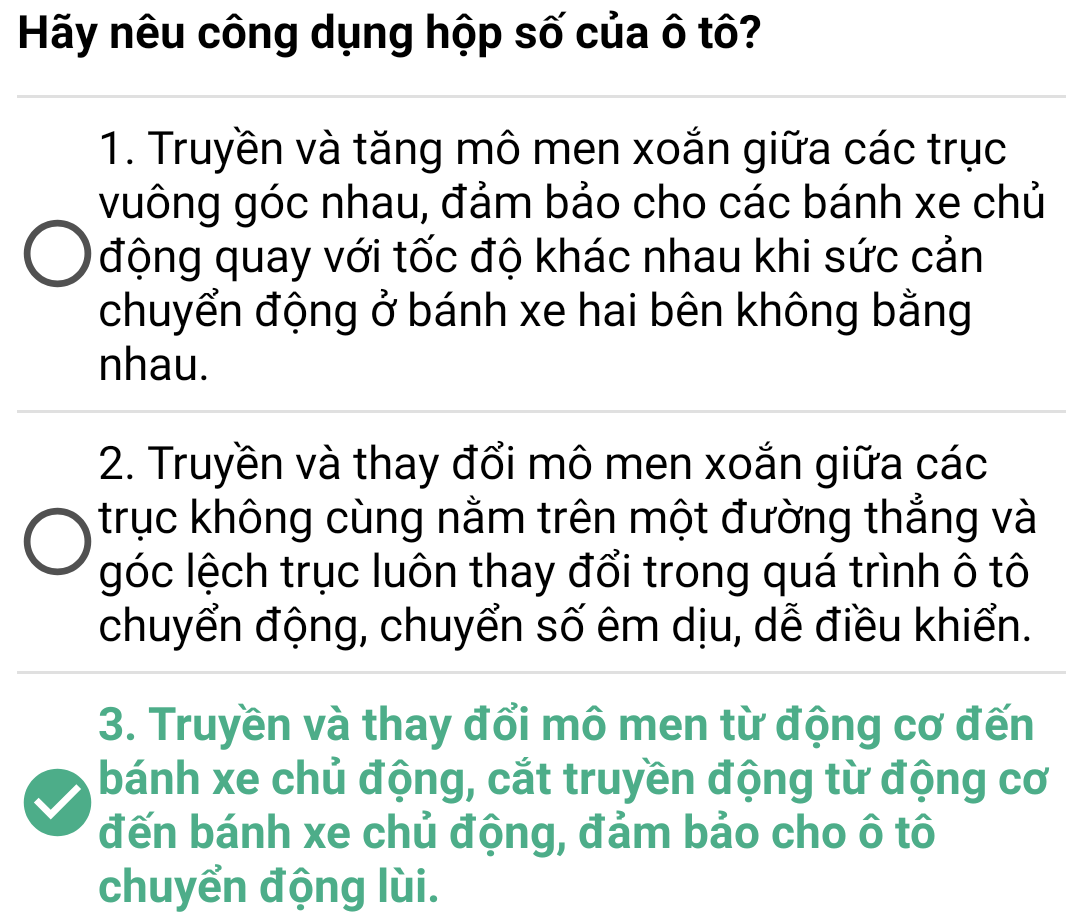 Hãy nêu công dụng hộp số của ô tô?
1. Truyền và tăng mô men xoắn giữa các trục
vuông góc nhau, đảm bảo cho các bánh xe chủ
động quay với tốc độ khác nhau khi sức cản
chuyển động ở bánh xe hai bên không bằng
nhau.
2. Truyền và thay đổi mô men xoắn giữa các
trục không cùng nằm trên một đường thẳng và
góc lệch trục luôn thay đổi trong quá trình ô tô
chuyển động, chuyển số êm dịu, dễ điều khiển.
3. Truyền và thay đổi mô men từ động cơ đến
bánh xe chủ động, cắt truyền động từ động cơ
đến bánh xe chủ động, đảm bảo cho ô tô
chuyển động lùi.